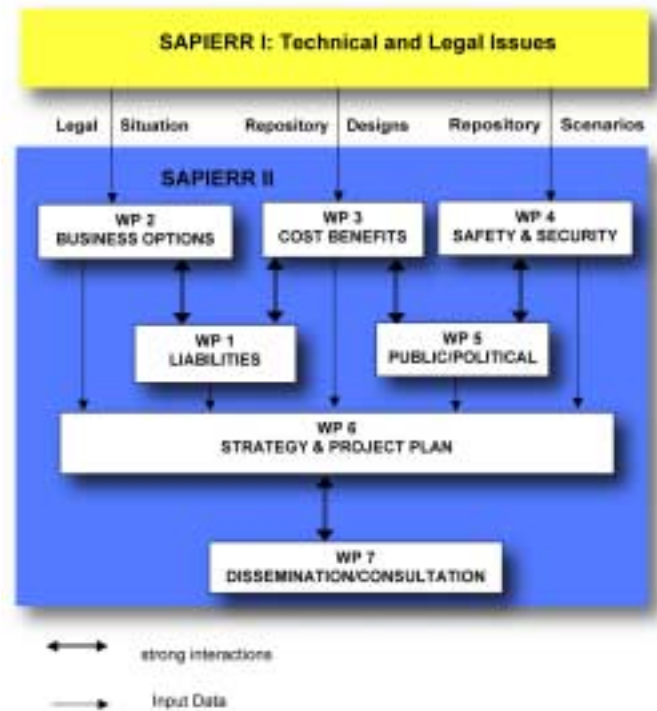 SAPIERR I: Technical and Legal Issues
Legal Situation Repository Designs Repository Scenarios
SAPIERR II
WP 2
BUSINESS OPTIONS
WP 3
COST BENEFITS
WP 4
SAFETY & SECURITY
WP 1
LIABILITIES
WP 5
PUBLIC/POLITICAL
WP 6
STRATEGY & PROJECT PLAN
WP 7
DISSEMINATION/CONSULTATION
strong interactions
Input Data